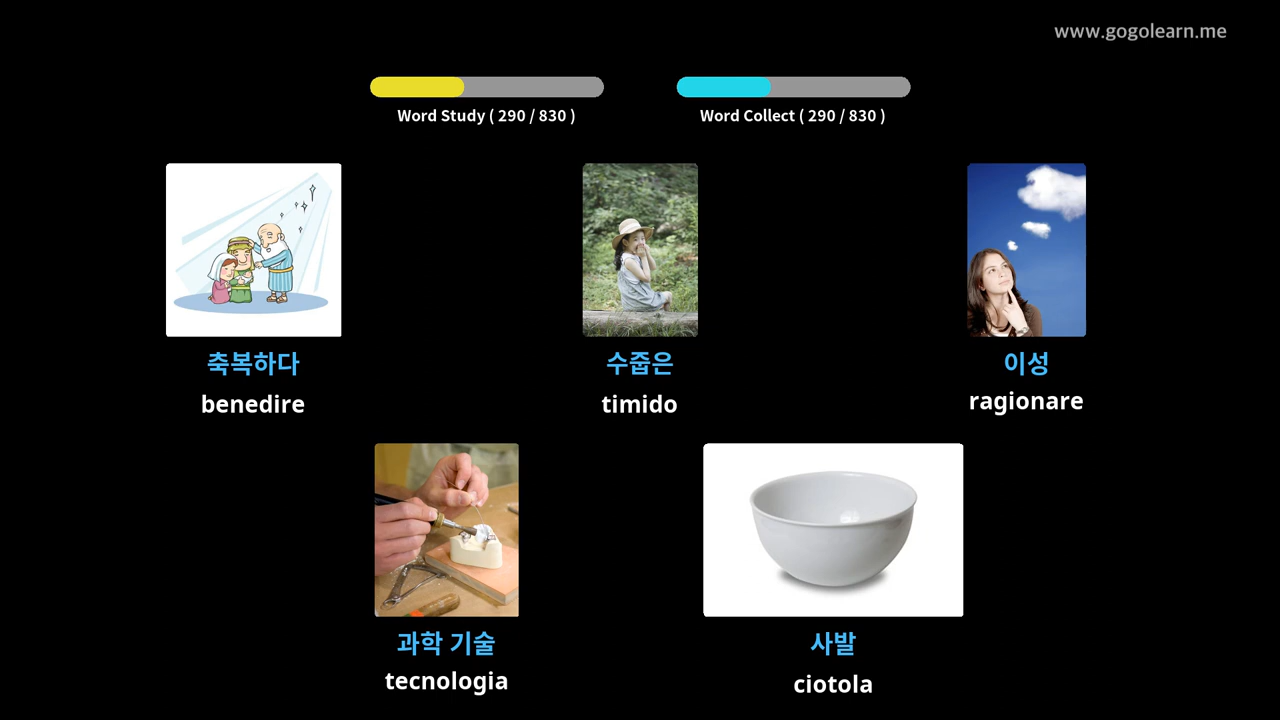 www.gogolearn.me
Word Study ( 290 / 830 )
Word Collect ( 290 / 830 )
축복하다
benedire
수줍은
timido
이성
ragionare
과학 기술
tecnologia
사발
ciotola